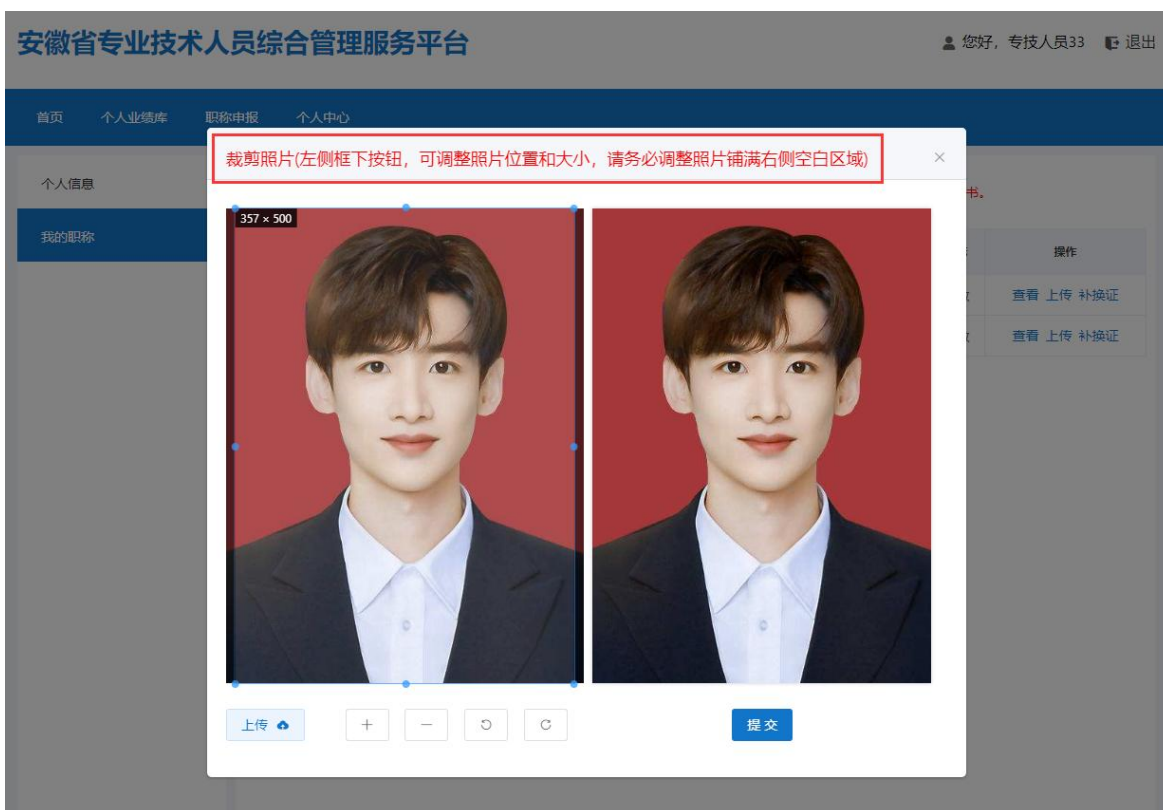 安徽省专业技术人员综合管理服务平台
您好，专技人员33 退出
首页 个人业绩库 职称申报 个人中心
裁剪照片(左侧框下按钮，可调整照片位置和大小，请务必调整照片铺满右侧空白区域)
个人信息
书。
357 × 500
我的职称
操作
查看 上传 补换证
查看 上传 补换证
上传
提交